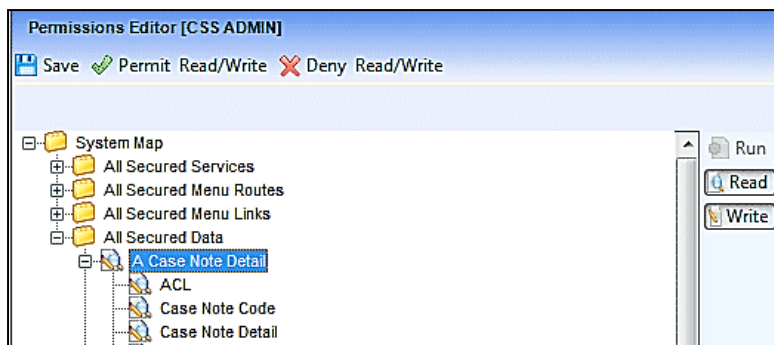 Permissions Editor [CSS ADMIN]
Save Permit Read/Write Deny Read/Write
System Map
All Secured Services
All Secured Menu Routes
All Secured Menu Links
All Secured Data
A Case Note Detail
ACL
Case Note Code
Case Note Detail
Run
Read
Write